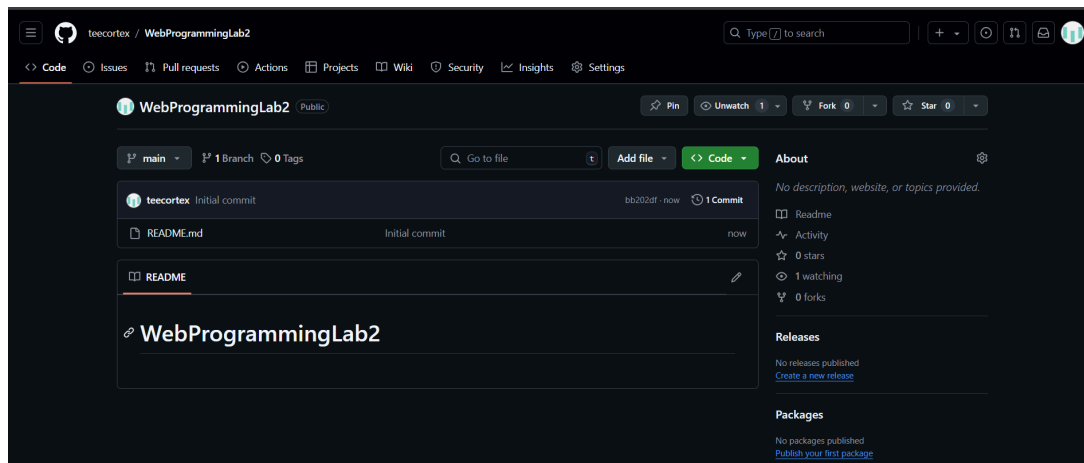 teecortex / WebProgrammingLab2
Type / to search
Code Issues Pull requests Actions Projects Wiki Security Insights Settings
WebProgrammingLab2 Public
Pin Unwatch 1 Fork 0 Star 0
main 1 Branch 0 Tags
Go to file t Add file Code
teecortex Initial commit bb202df · now 1 Commit
README.md Initial commit now
README
WebProgrammingLab2
About
No description, website, or topics provided.
Readme
Activity
0 stars
1 watching
0 forks
Releases
No releases published
Create a new release
Packages
No packages published
Publish your first package